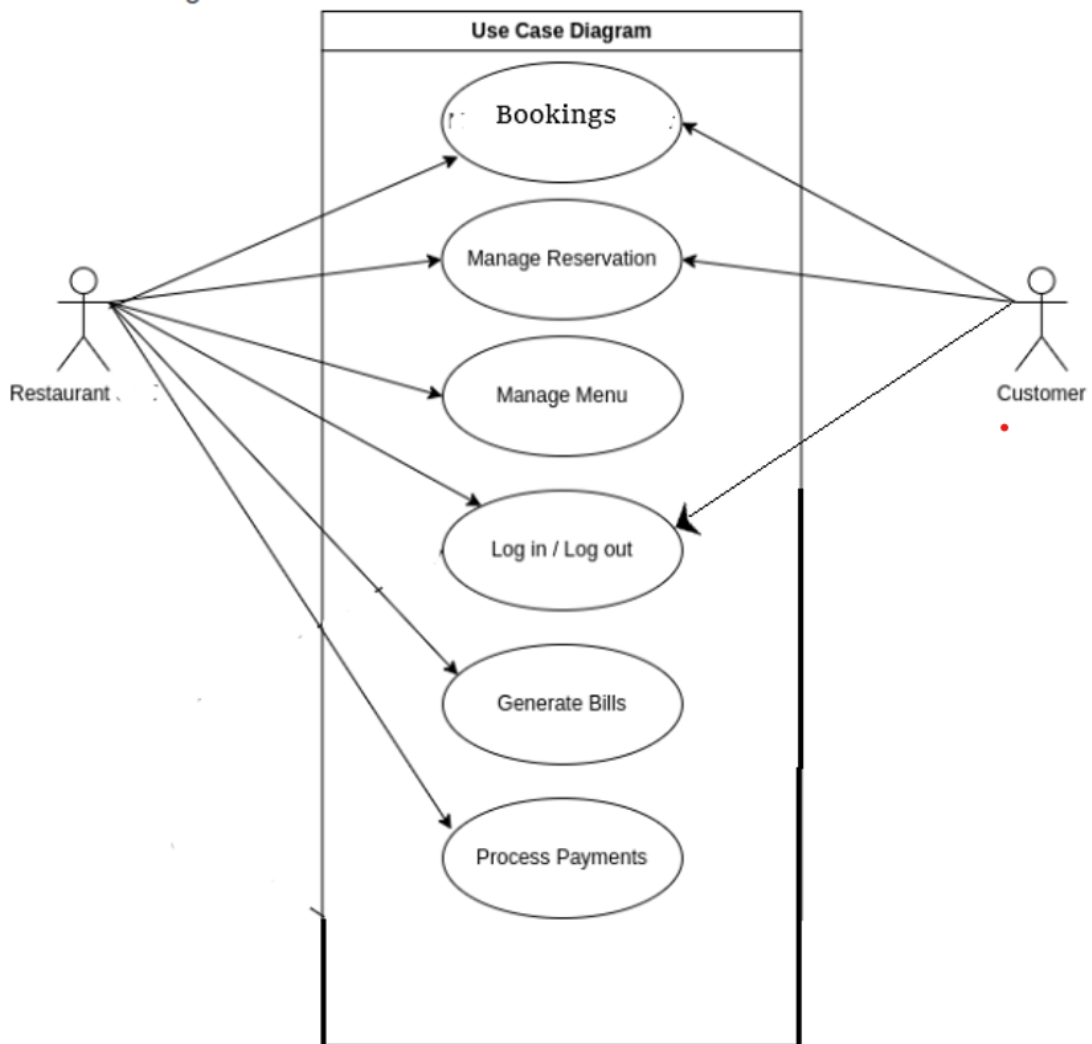 Use Case Diagram
Bookings
Manage Reservation
Restaurant
Manage Menu
Customer
Log in / Log out
Generate Bills
Process Payments